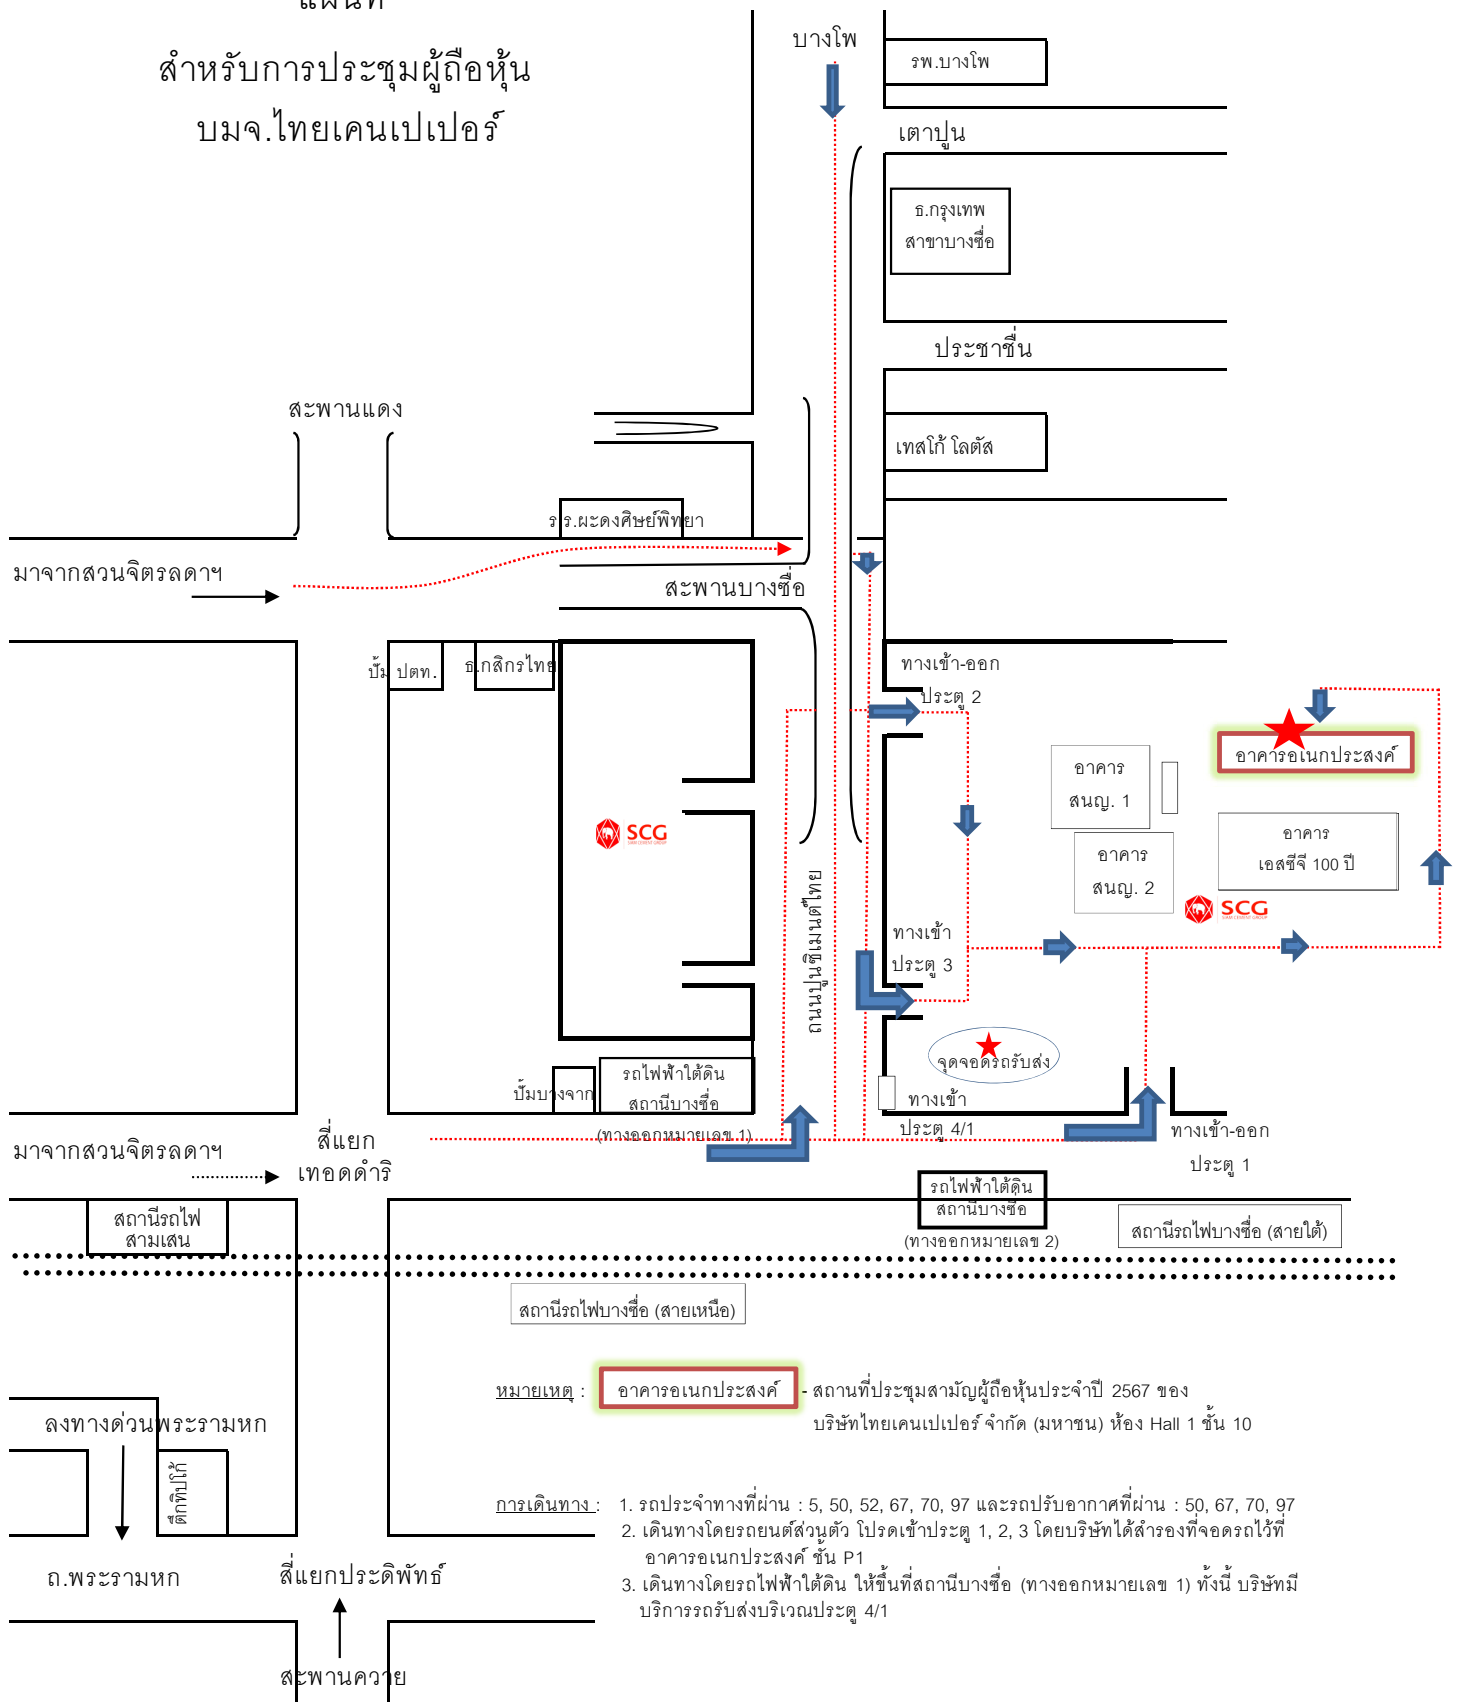 แผนที่
สำหรับการประชุมผู้ถือหุ้น
บมจ.ไทยเคนเปเปอร์
บางโพ
รพ.บางโพ
เตาปูน
ธ.กรุงเทพ
สาขาบางซื่อ
ประชาชื่น
สะพานแดง
เทสโก้ โลตัส
ร.ร.ผะดงศิษย์พิทยา
มาจากสวนจิตรลดาฯ
สะพานบางซื่อ
ปั๊ม ปตท.
ธ.กสิกรไทย
ทางเข้า-ออก
ประตู 2
อาคารอเนกประสงค์
อาคาร
สนญ. 1
SCG
อาคาร
เอสซีจี 100 ปี
อาคาร
สนญ. 2
SCG
ถนนปูนซิเมนต์ไทย
ทางเข้า
ประตู 3
จุดจอดรถรับส่ง
ปั๊มบางจาก
รถไฟฟ้าใต้ดิน
สถานีบางซื่อ
(ทางออกหมายเลข 1)
ทางเข้า
ประตู 4/1
ทางเข้า-ออก
ประตู 1
สี่แยก
เทอดดำริ
มาจากสวนจิตรลดาฯ
รถไฟฟ้าใต้ดิน
สถานีบางซื่อ
(ทางออกหมายเลข 2)
สถานีรถไฟ
สามเสน
สถานีรถไฟบางซื่อ (สายใต้)
สถานีรถไฟบางซื่อ (สายเหนือ)
หมายเหตุ : อาคารอเนกประสงค์ - สถานที่ประชุมสามัญผู้ถือหุ้นประจำปี 2567 ของ
บริษัทไทยเคนเปเปอร์ จำกัด (มหาชน) ห้อง Hall 1 ชั้น 10
ลงทางด่วนพระรามหก
ตึกทิปโก้
การเดินทาง : 1. รถประจำทางที่ผ่าน : 5, 50, 52, 67, 70, 97 และรถปรับอากาศที่ผ่าน : 50, 67, 70, 97
2. เดินทางโดยรถยนต์ส่วนตัว โปรดเข้าประตู 1, 2, 3 โดยบริษัทได้สำรองที่จอดรถไว้ที่
อาคารอเนกประสงค์ ชั้น P1
3. เดินทางโดยรถไฟฟ้าใต้ดิน ให้ขึ้นที่สถานีบางซื่อ (ทางออกหมายเลข 1) ทั้งนี้ บริษัทมี
บริการรถรับส่งบริเวณประตู 4/1
ถ.พระรามหก
สี่แยกประดิพัทธ์
สะพานควาย